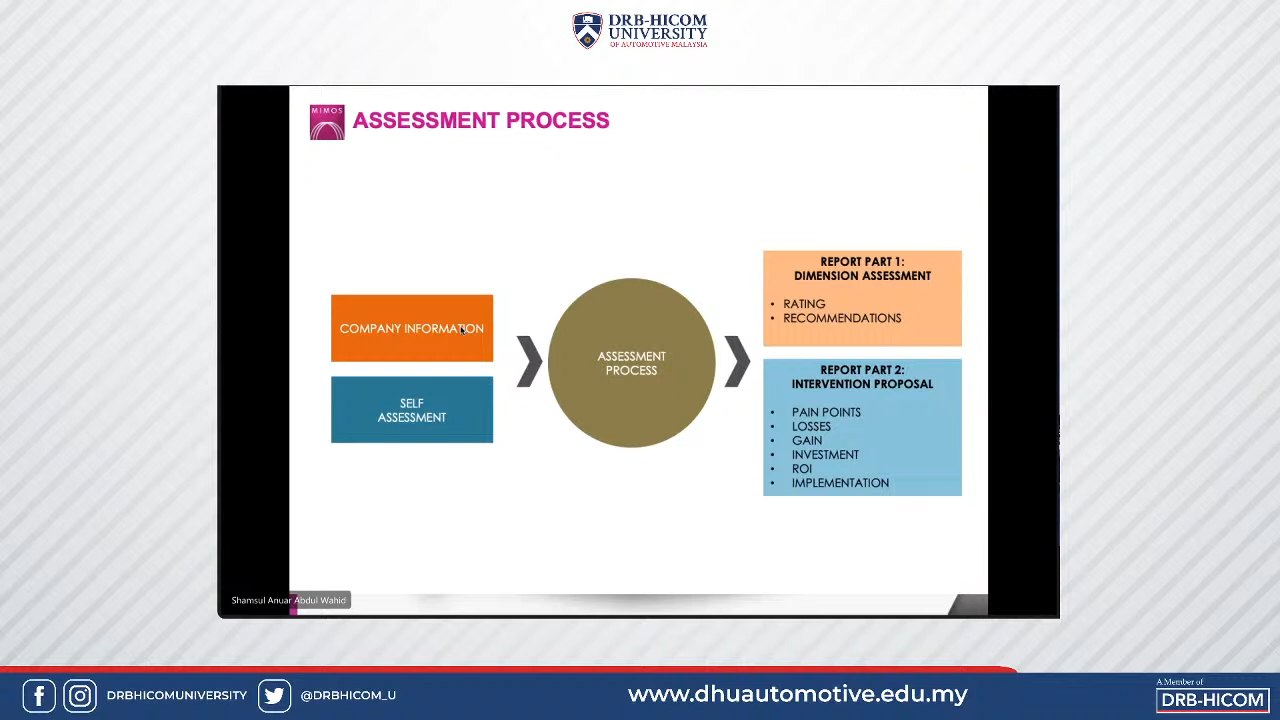 DRB-HICOM
UNIVERSITY
OF AUTOMOTIVE MALAYSIA
MIMOS
ASSESSMENT PROCESS
COMPANY INFORMATION
SELF
ASSESSMENT
ASSESSMENT
PROCESS
REPORT PART 1:
DIMENSION ASSESSMENT
• RATING
• RECOMMENDATIONS
REPORT PART 2:
INTERVENTION PROPOSAL
• PAIN POINTS
• LOSSES
• GAIN
• INVESTMENT
• ROI
• IMPLEMENTATION
Shamsul Anuar Abdul Wahid
DRBHICOMUNIVERSITY
@DRBHICOM_U
www.dhuautomotive.edu.my
A Member of
DRB-HICOM